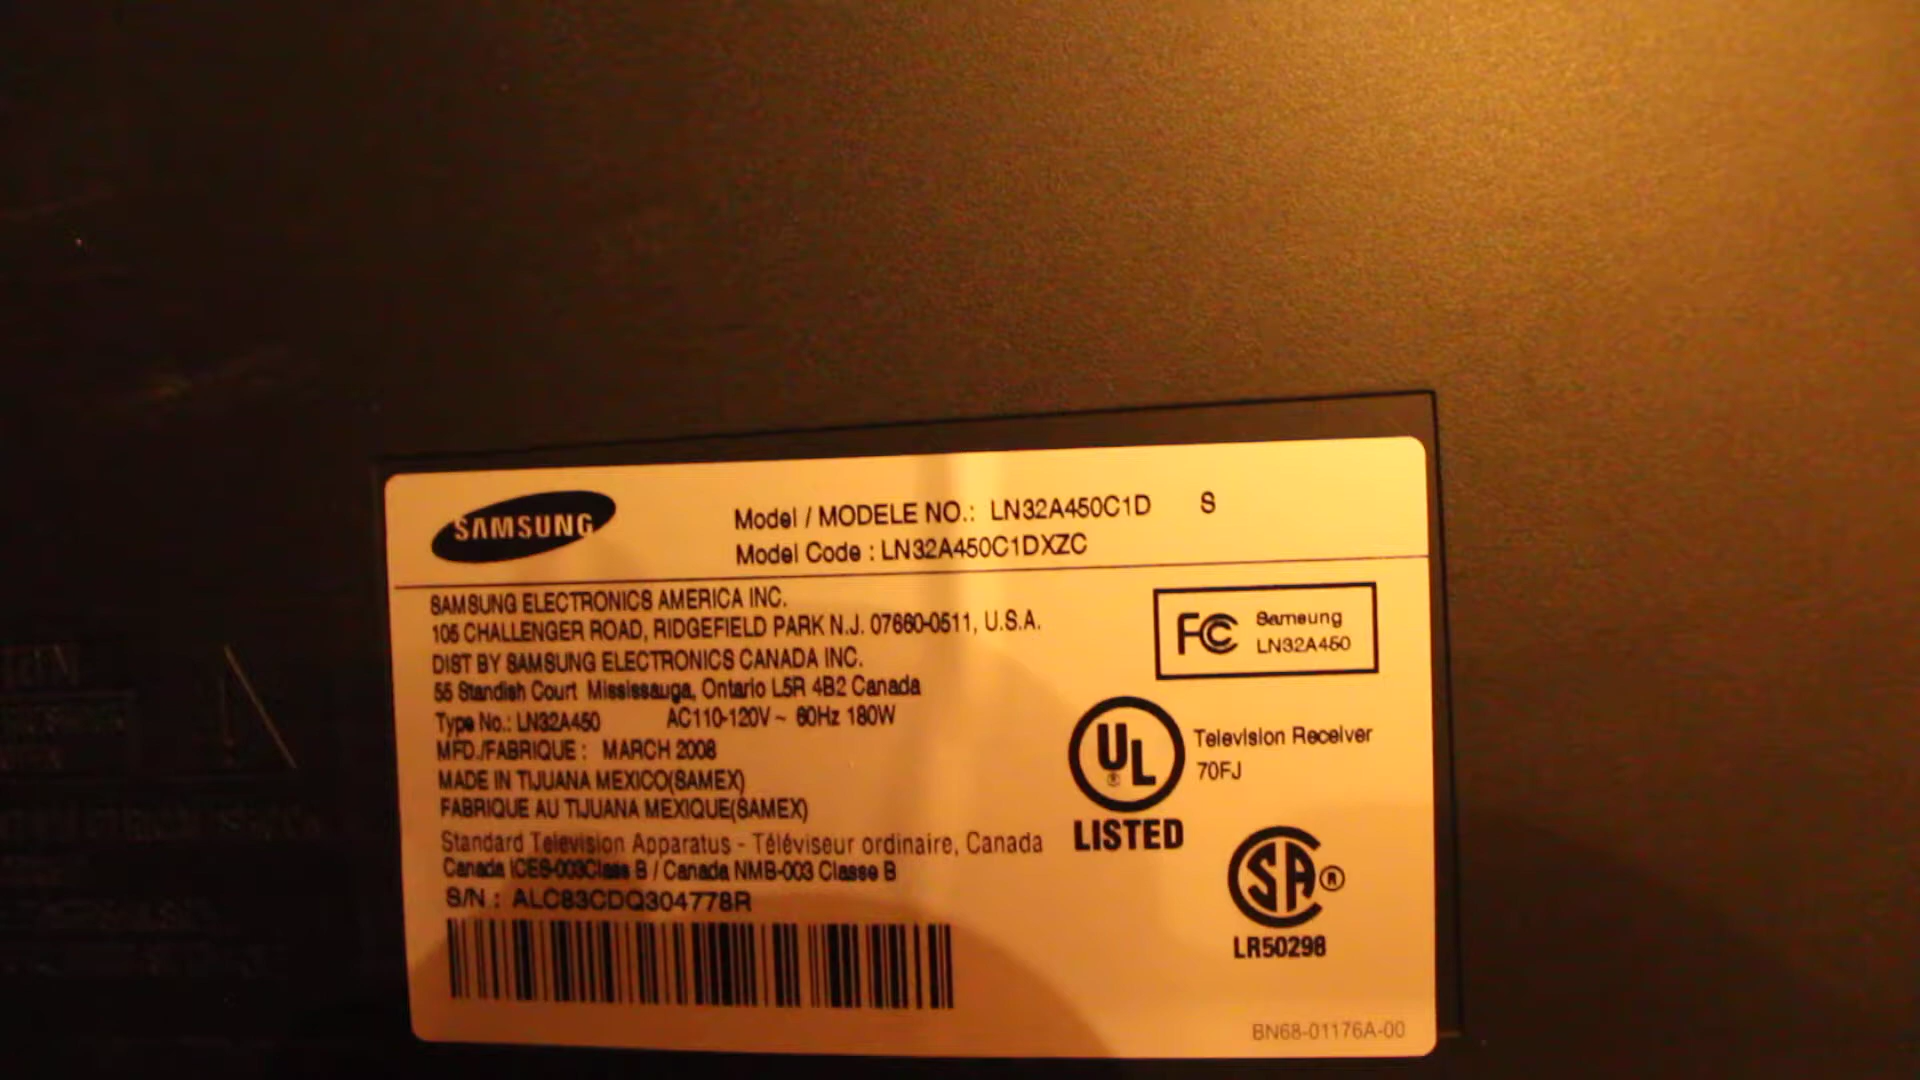 SAMSUNG
Model / MODELE NO.: LN32A450C1D S
Model Code : LN32A450C1DXZC
SAMSUNG ELECTRONICS AMERICA INC.
105 CHALLENGER ROAD, RIDGEFIELD PARK N.J. 07660-0511, U.S.A.
DIST BY SAMSUNG ELECTRONICS CANADA INC.
55 Standish Court Mississauga, Ontario L5R 4B2 Canada
Type No.: LN32A450 AC110-120V ~ 60Hz 180W
MFD./FABRIQUE : MARCH 2008
MADE IN TIJUANA MEXICO(SAMEX)
FABRIQUE AU TIJUANA MEXIQUE(SAMEX)
Standard Television Apparatus - Téléviseur ordinaire, Canada
Canada ICES-003Class B / Canada NMB-003 Classe B
S/N : ALC83CDQ304778R
FC Samsung
LN32A450
UL ®
LISTED
Television Receiver
70FJ
SA ®
LR50298
BN68-01176A-00